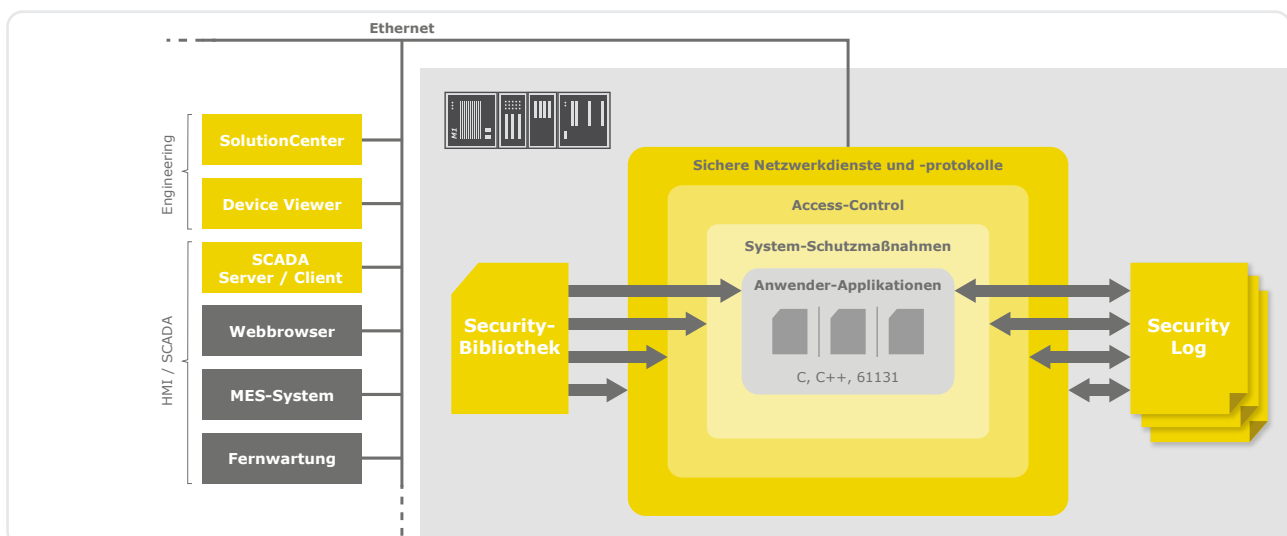 Ethernet
M1
Engineering
SolutionCenter
Device Viewer
HMI / SCADA
SCADA
Server / Client
Webbrowser
MES-System
Fernwartung
Sichere Netzwerkdienste und -protokolle
Access-Control
System-Schutzmaßnahmen
Anwender-Applikationen
C, C++, 61131
Security-
Bibliothek
Security
Log